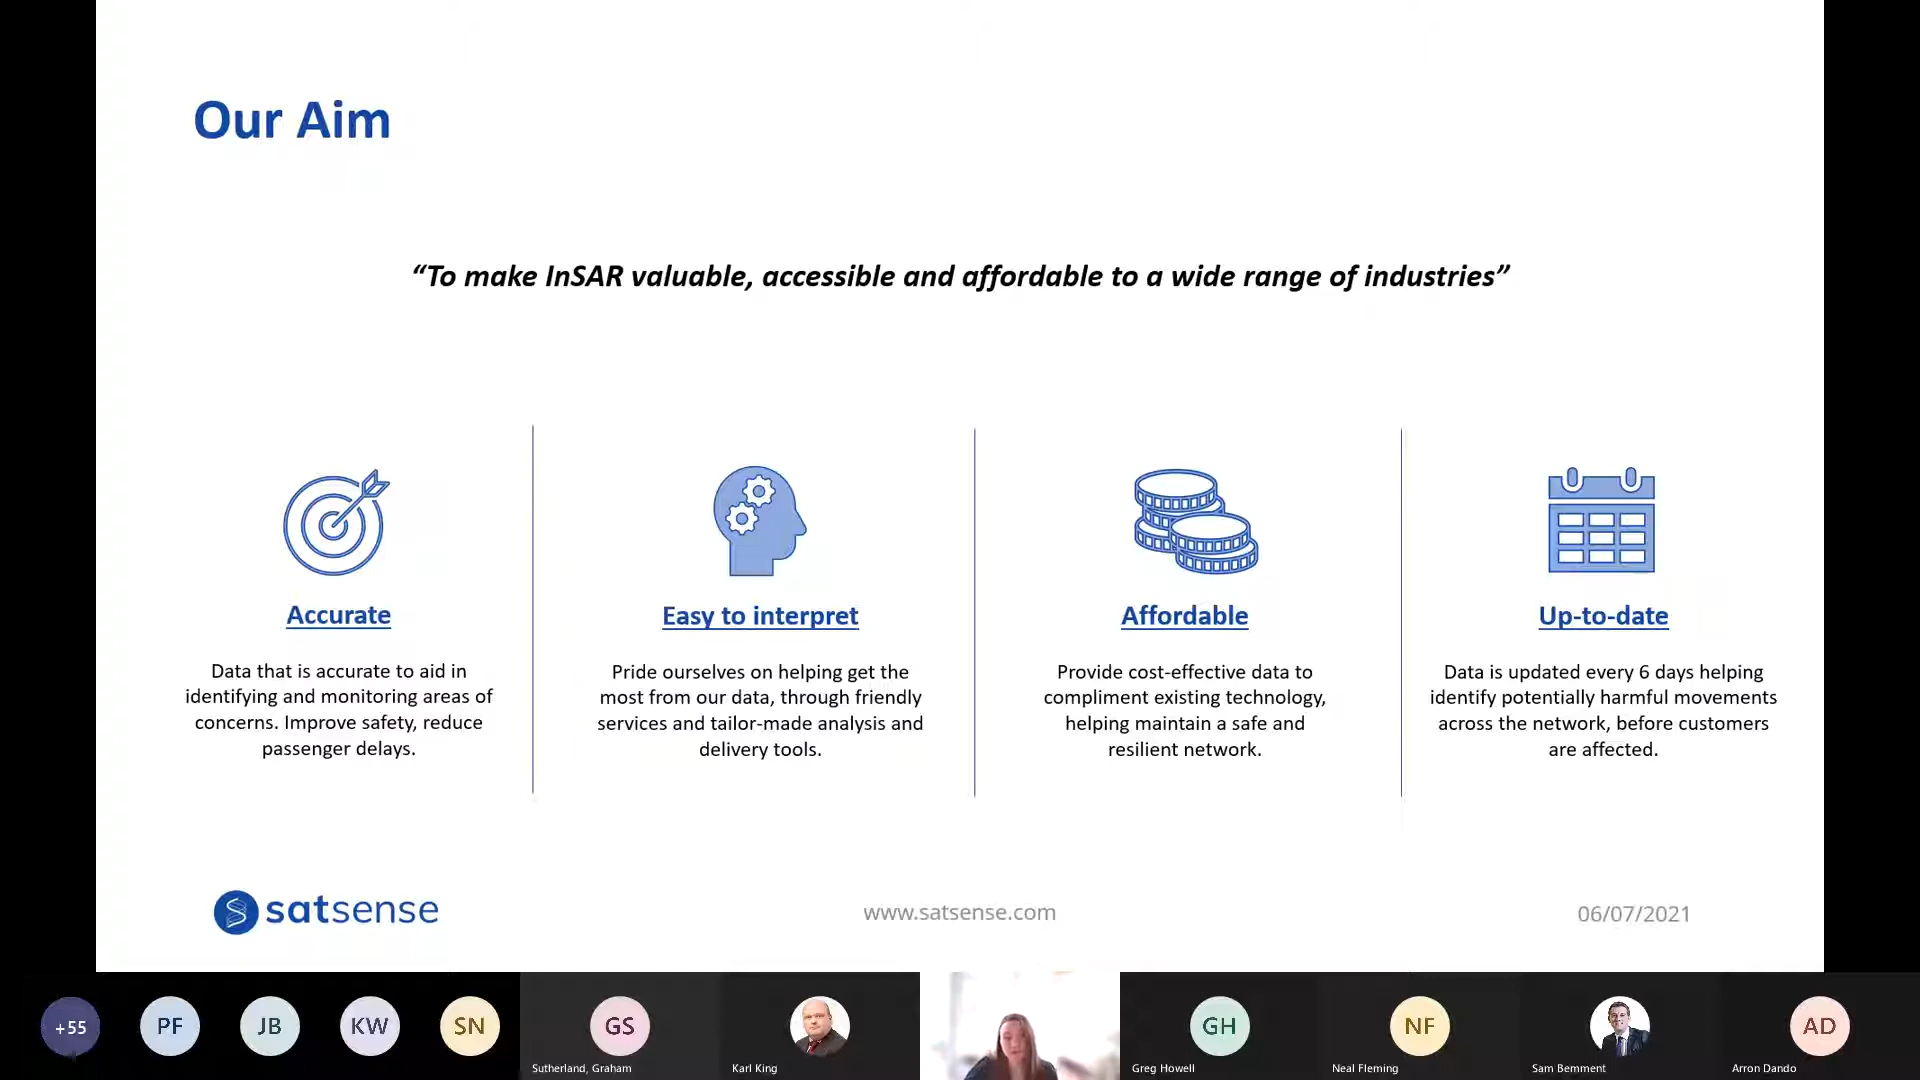 Our Aim
“To make InSAR valuable, accessible and affordable to a wide range of industries”
Accurate
Data that is accurate to aid in
identifying and monitoring areas of
concerns. Improve safety, reduce
passenger delays.
Easy to interpret
Pride ourselves on helping get the
most from our data, through friendly
services and tailor-made analysis and
delivery tools.
Affordable
Provide cost-effective data to
compliment existing technology,
helping maintain a safe and
resilient network.
Up-to-date
Data is updated every 6 days helping
identify potentially harmful movements
across the network, before customers
are affected.
satsense
www.satsense.com
06/07/2021
+55
PF
JB
KW
SN
GS
Sutherland, Graham
Karl King
GH
Greg Howell
NF
Neal Fleming
Sam Bemment
AD
Arron Dando